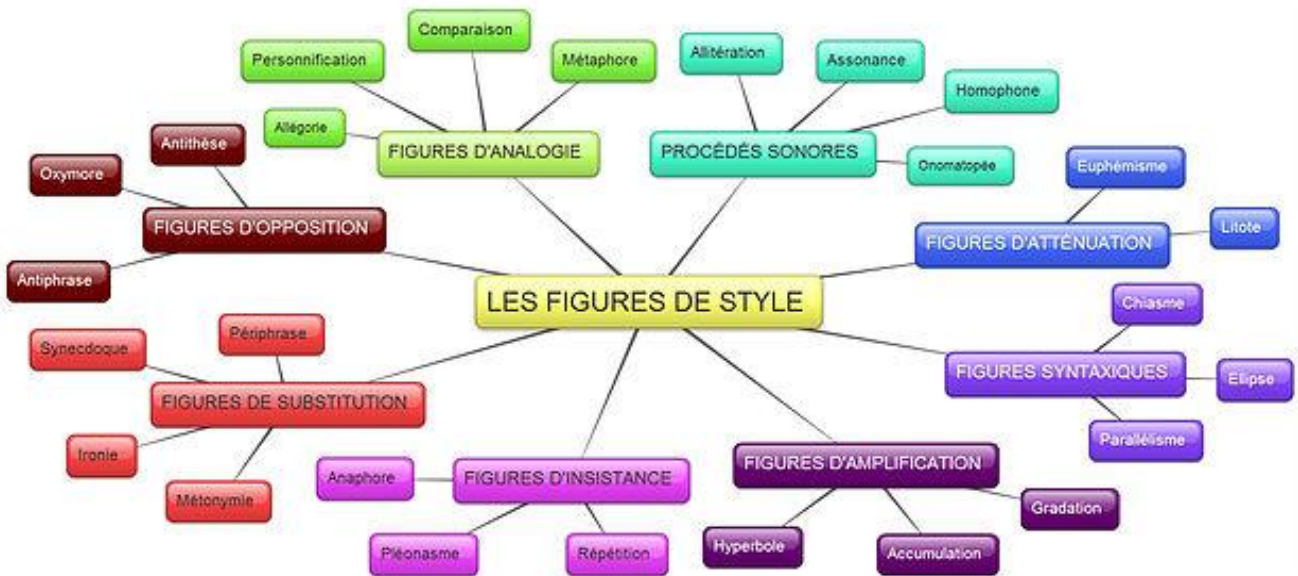 Comparaison
Personnification
Métaphore
Allégorie
FIGURES D'ANALOGIE
Allitération
Assonance
Homophone
Onomatopée
PROCÉDÉS SONORES
Antithèse
Oxymore
FIGURES D'OPPOSITION
Antiphrase
Euphémisme
Litote
FIGURES D'ATTÉNUATION
LES FIGURES DE STYLE
Chiasme
FIGURES SYNTAXIQUES
Ellipse
Parallélisme
Périphrase
Synecdoque
FIGURES DE SUBSTITUTION
Ironie
Métonymie
Anaphore
FIGURES D'INSISTANCE
Pléonasme
Répétition
FIGURES D'AMPLIFICATION
Gradation
Hyperbole
Accumulation